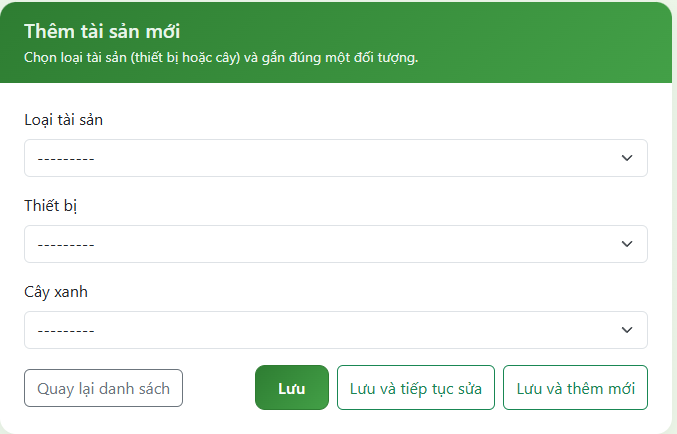 Thêm tài sản mới
Chọn loại tài sản (thiết bị hoặc cây) và gắn đúng một đối tượng.
Loại tài sản
---------
Thiết bị
---------
Cây xanh
---------
Quay lại danh sách Lưu Lưu và tiếp tục sửa Lưu và thêm mới